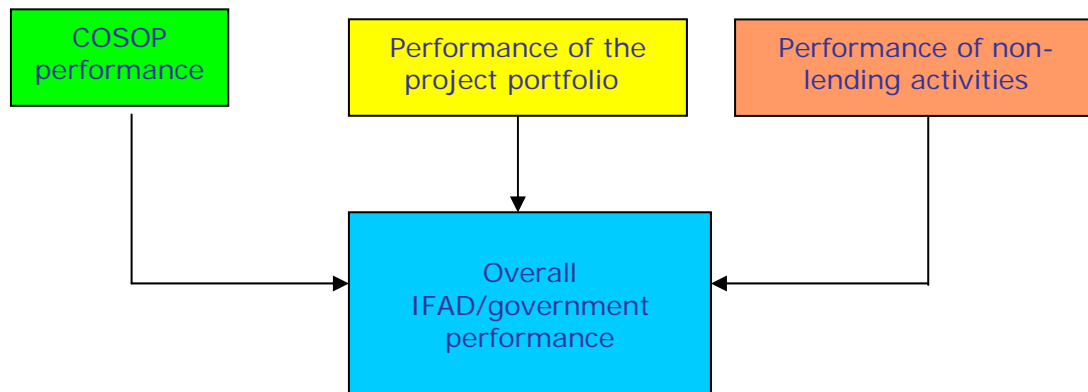 COSOP
performance
Performance of the
project portfolio
Performance of non-
lending activities
Overall
IFAD/government
performance